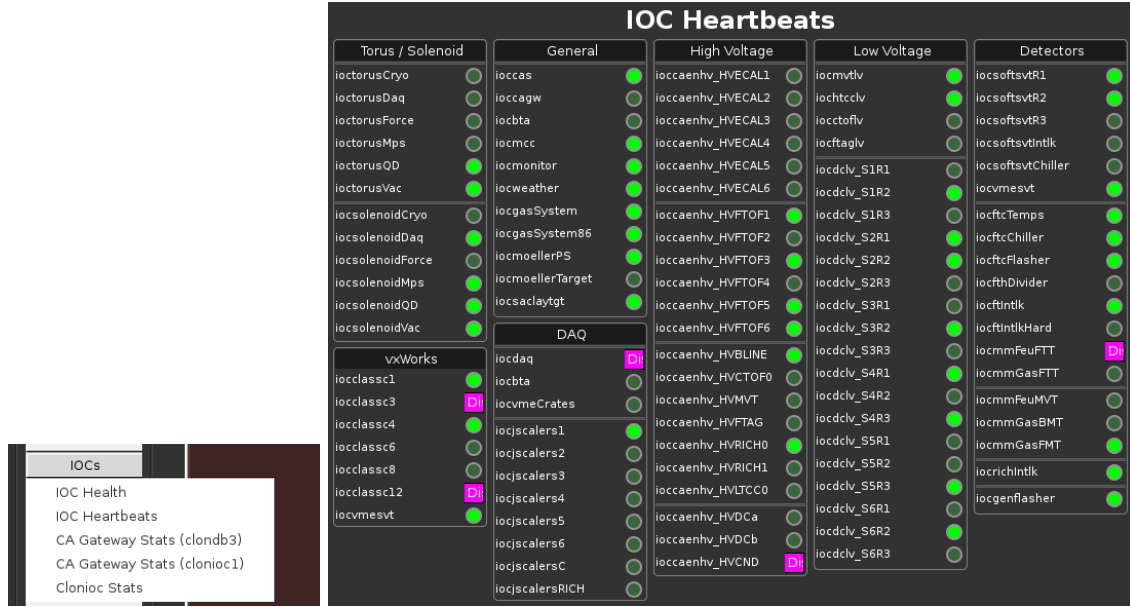 IOCs
IOC Health
IOC Heartbeats
CA Gateway Stats (clondb3)
CA Gateway Stats (clonioc1)
Clonioc Stats
IOC Heartbeats
Torus / Solenoid
ioctorusCryo
ioctorusDaq
ioctorusForce
ioctorusMps
ioctorusQD
ioctorusVac
iocsolenoidCryo
iocsolenoidDaq
iocsolenoidForce
iocsolenoidMps
iocsolenoidQD
iocsolenoidVac
vxWorks
iocclassc1
iocclassc3 Di
iocclassc4
iocclassc6
iocclassc8
iocclassc12 Di
iocvmesvt
General
ioccas
ioccagw
iocbta
iocmcc
iocmonitor
iocweather
iocgasSystem
iocgasSystem86
iocmoellerPS
iocmoellerTarget
iocsaclaytgt
DAQ
iocdaq Di
iocbta
iocvmeCrates
iocjscalers1
iocjscalers2
iocjscalers3
iocjscalers4
iocjscalers5
iocjscalers6
iocjscalersC
iocjscalersRICH
High Voltage
ioccaenhv_HVECAL1
ioccaenhv_HVECAL2
ioccaenhv_HVECAL3
ioccaenhv_HVECAL4
ioccaenhv_HVECAL5
ioccaenhv_HVECAL6
ioccaenhv_HVFTOF1
ioccaenhv_HVFTOF2
ioccaenhv_HVFTOF3
ioccaenhv_HVFTOF4
ioccaenhv_HVFTOF5
ioccaenhv_HVFTOF6
ioccaenhv_HVBLINE
ioccaenhv_HVCTOF0
ioccaenhv_HVMVT
ioccaenhv_HVFTAG
ioccaenhv_HVRICH0
ioccaenhv_HVRICH1
ioccaenhv_HVLTCC0
ioccaenhv_HVDCa
ioccaenhv_HVDCb
ioccaenhv_HVCND Di
Low Voltage
iocmvtlv
iochtcclv
iocctoflv
iocftaglv
iocdclv_S1R1
iocdclv_S1R2
iocdclv_S1R3
iocdclv_S2R1
iocdclv_S2R2
iocdclv_S2R3
iocdclv_S3R1
iocdclv_S3R2
iocdclv_S3R3
iocdclv_S4R1
iocdclv_S4R2
iocdclv_S4R3
iocdclv_S5R1
iocdclv_S5R2
iocdclv_S5R3
iocdclv_S6R1
iocdclv_S6R2
iocdclv_S6R3
Detectors
iocsoftsvtR1
iocsoftsvtR2
iocsoftsvtR3
iocsoftsvtIntlk
iocsoftsvtChiller
iocvmesvt
iocftcTemps
iocftcChiller
iocftcFlasher
iocfthDivider
iocftIntlk
iocftIntlkHard
iocmmFeuFTT Di
iocmmGasFTT
iocmmFeuMVT
iocmmGasBMT
iocmmGasFMT
iocrichIntlk
iocgenflasher